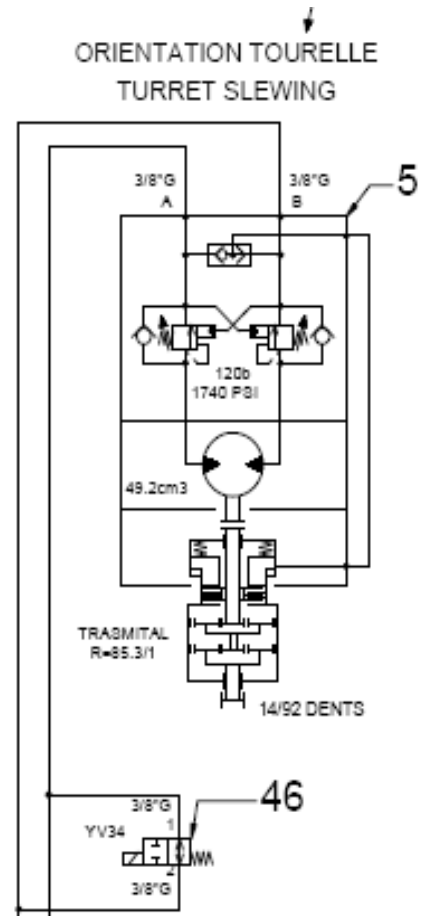 ORIENTATION TOURELLE
TURRET SLEWING
3/8"G
A
3/8"G
B
5
120b
1740 PSI
49.2cm3
TRASMITAL
R=85.3/1
14/92 DENTS
46
3/8"G
1
YV34
2
3/8"G